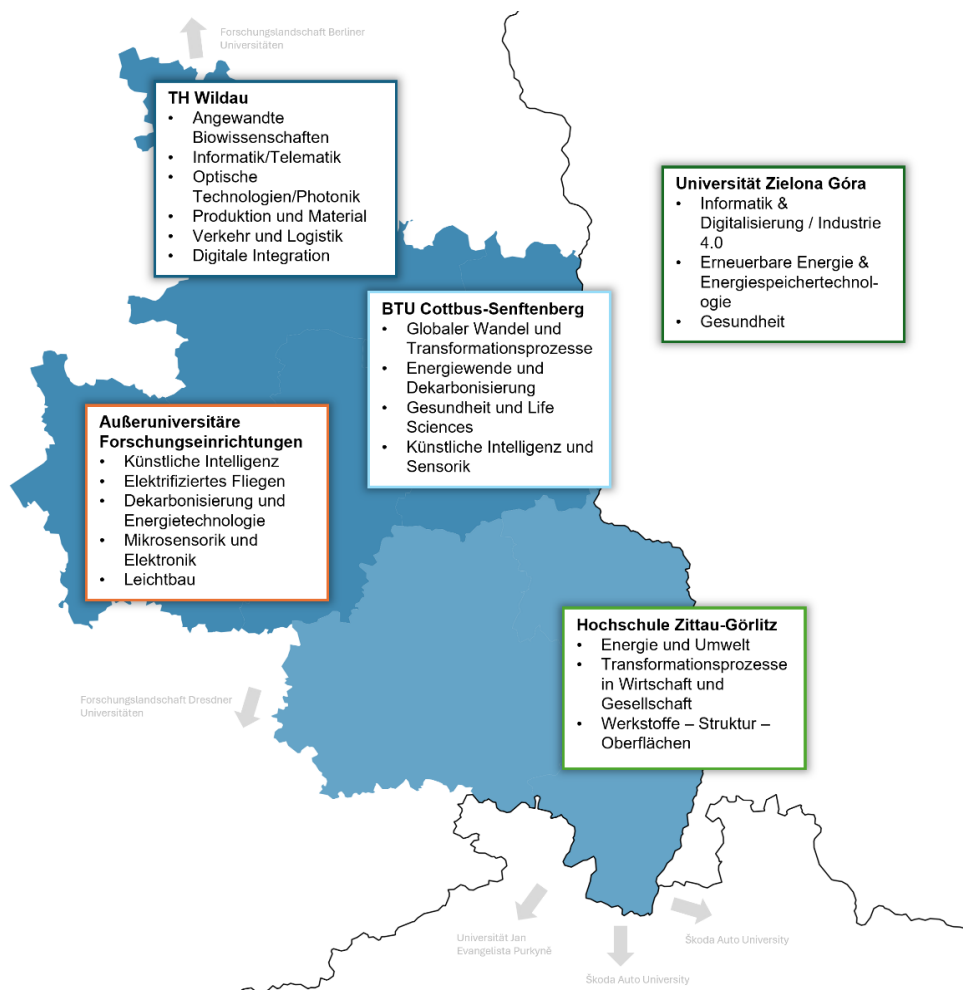 Forschungslandschaft Berliner
Universitäten
TH Wildau
• Angewandte
Biowissenschaften
• Informatik/Telematik
• Optische
Technologien/Photonik
• Produktion und Material
• Verkehr und Logistik
• Digitale Integration
Universität Zielona Góra
• Informatik &
Digitalisierung / Industrie
4.0
• Erneuerbare Energie &
Energiespeichertechnol-
ogie
• Gesundheit
BTU Cottbus-Senftenberg
• Globaler Wandel und
Transformationsprozesse
• Energiewende und
Dekarbonisierung
• Gesundheit und Life
Sciences
• Künstliche Intelligenz und
Sensorik
Außeruniversitäre
Forschungseinrichtungen
• Künstliche Intelligenz
• Elektrifiziertes Fliegen
• Dekarbonisierung und
Energietechnologie
• Mikrosensorik und
Elektronik
• Leichtbau
Hochschule Zittau-Görlitz
• Energie und Umwelt
• Transformationsprozesse
in Wirtschaft und
Gesellschaft
• Werkstoffe – Struktur –
Oberflächen
Forschungslandschaft Dresdner
Universitäten
Universität Jan
Evangelista Purkyně
Škoda Auto University
Škoda Auto University